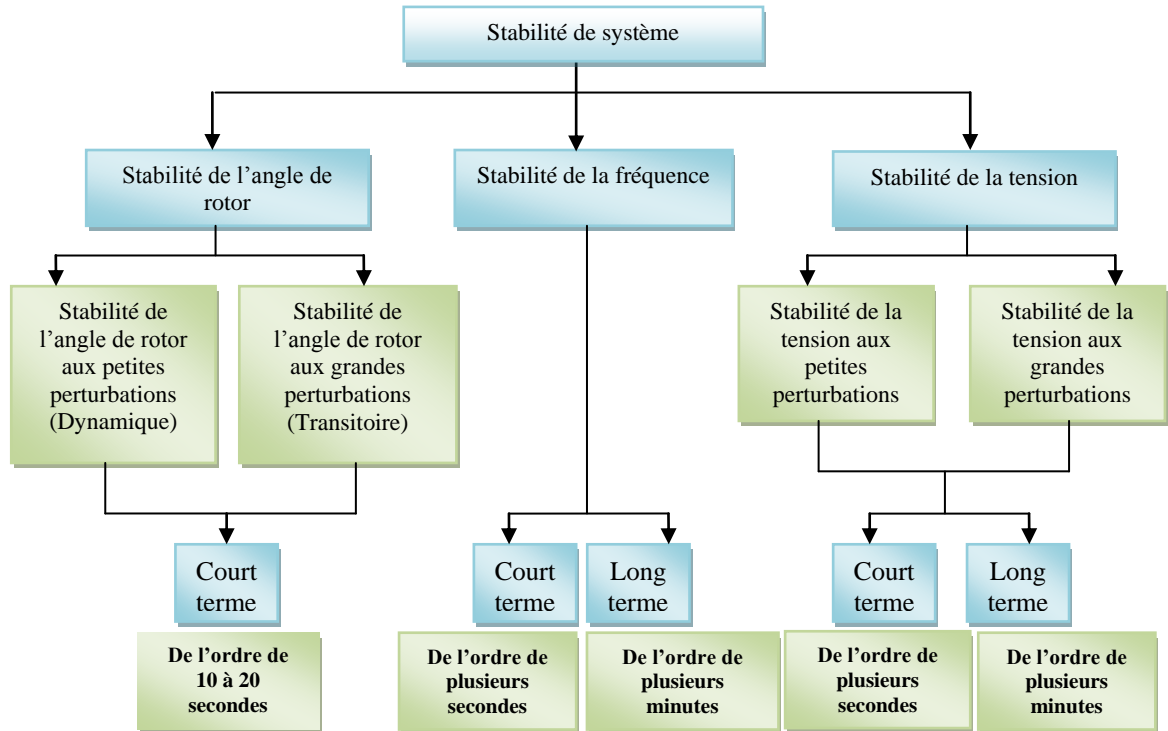 Stabilité de système
Stabilité de l’angle de
rotor
Stabilité de la fréquence
Stabilité de la tension
Stabilité de
l’angle de rotor
aux petites
perturbations
(Dynamique)
Stabilité de
l’angle de rotor
aux grandes
perturbations
(Transitoire)
Stabilité de la
tension aux
petites
perturbations
Stabilité de la
tension aux
grandes
perturbations
Court
terme
Court
terme
Long
terme
Court
terme
Long
terme
De l’ordre de
10 à 20
secondes
De l’ordre de
plusieurs
secondes
De l’ordre de
plusieurs
minutes
De l’ordre de
plusieurs
secondes
De l’ordre de
plusieurs
minutes